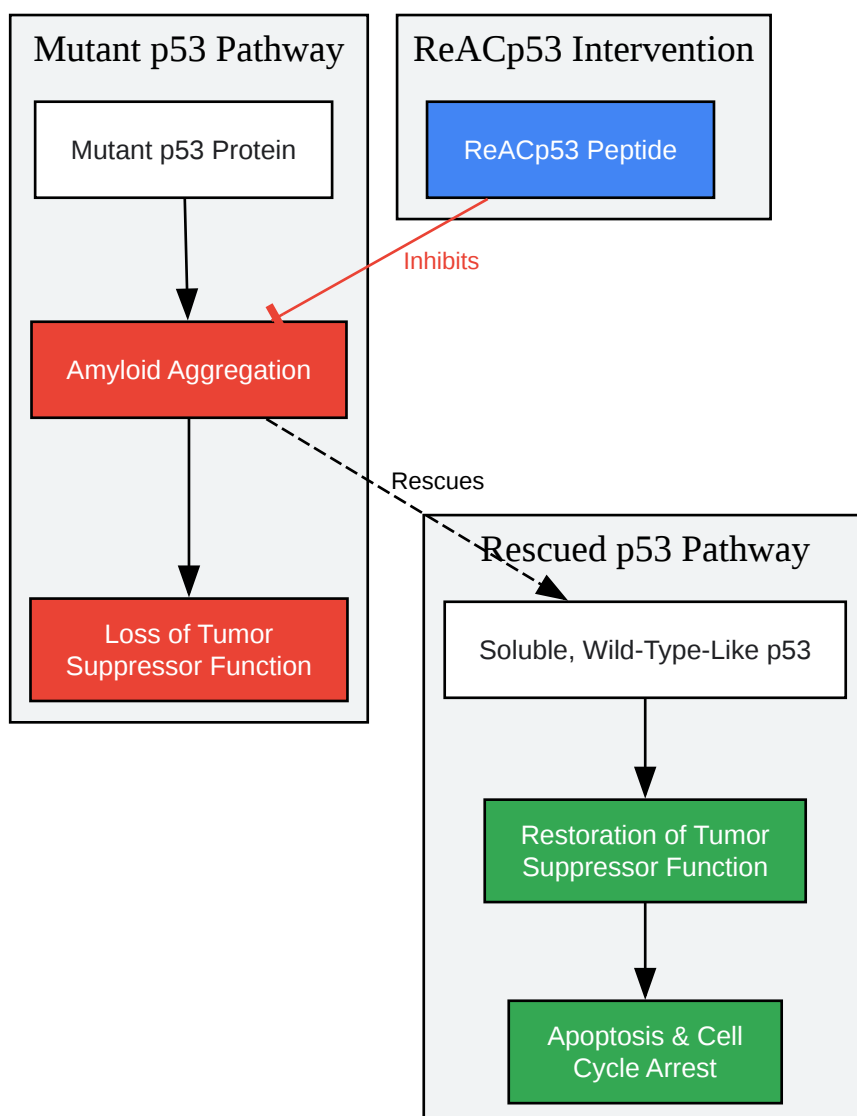 Mutant p53 Pathway
Mutant p53 Protein
Amyloid Aggregation
Loss of Tumor
Suppressor Function
ReACp53 Intervention
ReACp53 Peptide
Inhibits
Rescues
Rescued p53 Pathway
Soluble, Wild-Type-Like p53
Restoration of Tumor
Suppressor Function
Apoptosis & Cell
Cycle Arrest